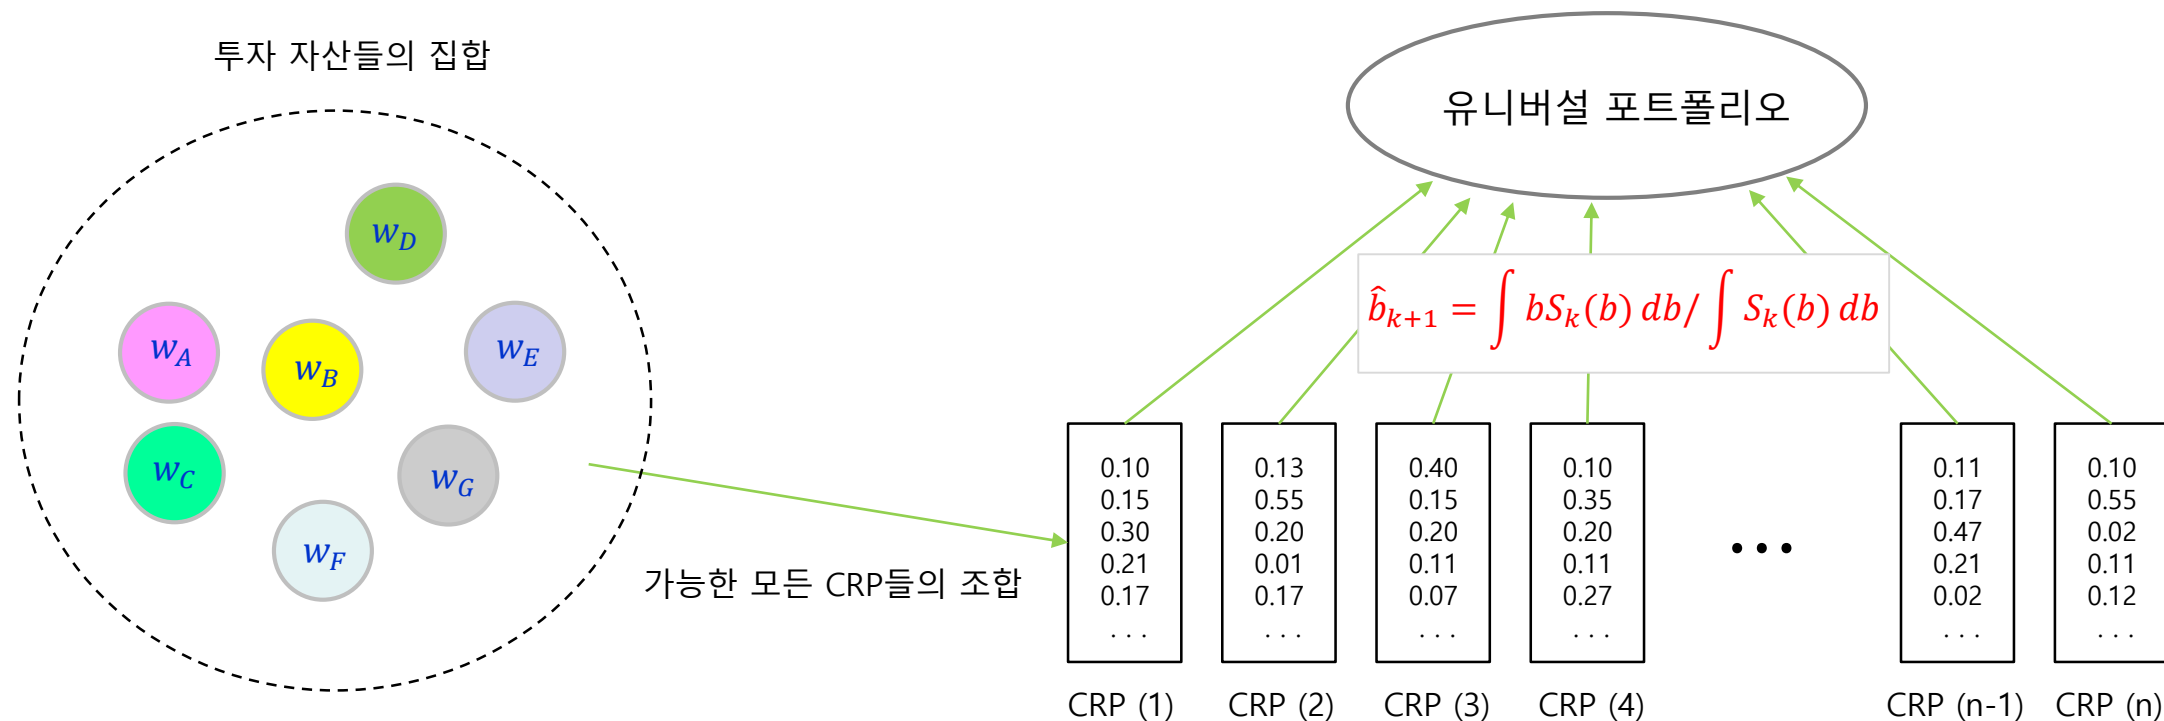 투자 자산들의 집합
w_D
w_A
w_B
w_E
w_C
w_G
w_F
가능한 모든 CRP들의 조합
유니버설 포트폴리오
b̂_{k+1} = ∫ bS_k(b) db / ∫ S_k(b) db
0.10
0.15
0.30
0.21
0.17
. . .
CRP (1)
0.13
0.55
0.20
0.01
0.17
. . .
CRP (2)
0.40
0.15
0.20
0.11
0.07
. . .
CRP (3)
0.10
0.35
0.20
0.11
0.27
. . .
CRP (4)
...
0.11
0.17
0.47
0.21
0.02
. . .
CRP (n-1)
0.10
0.55
0.02
0.11
0.12
. . .
CRP (n)